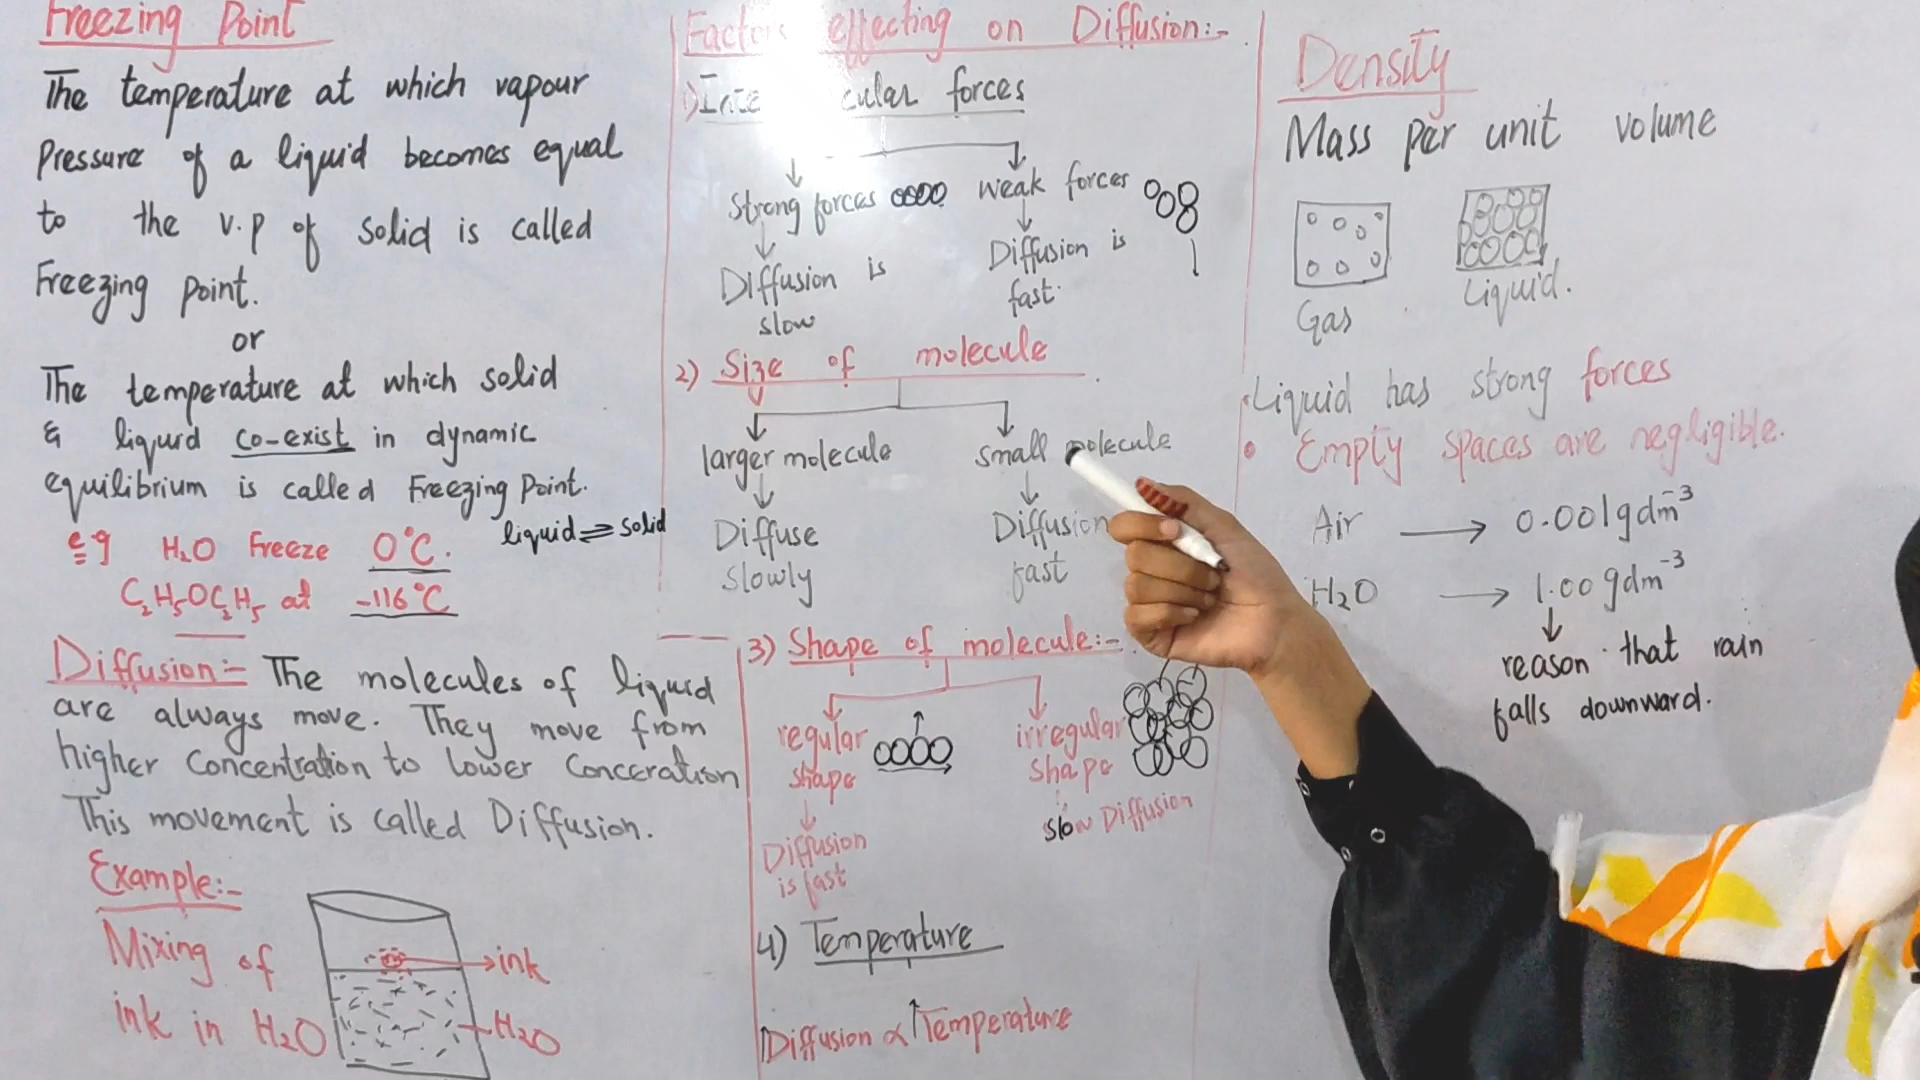 Freezing Point
The temperature at which vapour
Pressure of a liquid becomes equal
to the v.p of solid is called
Freezing point.
or
The temperature at which solid
& liquid co-exist in dynamic
equilibrium is called Freezing Point.
liquid ⇌ solid
eg H₂O Freeze 0°C.
C₂H₅OC₂H₅ at -116°C
Diffusion:- The molecules of liquid
are always move. They move from
higher Concentration to lower Conceration
This movement is called Diffusion.
Example:-
Mixing of
ink in H₂O
ink
H₂O
Factors effecting on Diffusion:-
1) cular forces
Strong forces
Diffusion is
slow
weak forces
Diffusion is
fast.
2) Size of molecule
larger molecule
Diffuse
slowly
small molecule
Diffusion
fast
3) Shape of molecule:-
regular
shape
Diffusion
is fast
irregular
shape
slow Diffusion
4) Temperature
↑Diffusion ∝ ↑Temperature
Density
Mass per unit volume
Gas
Liquid.
• Liquid has strong forces
• Empty spaces are negligible.
Air → 0.001gdm⁻³
H₂O → 1.00gdm⁻³
reason that rain
falls downward.